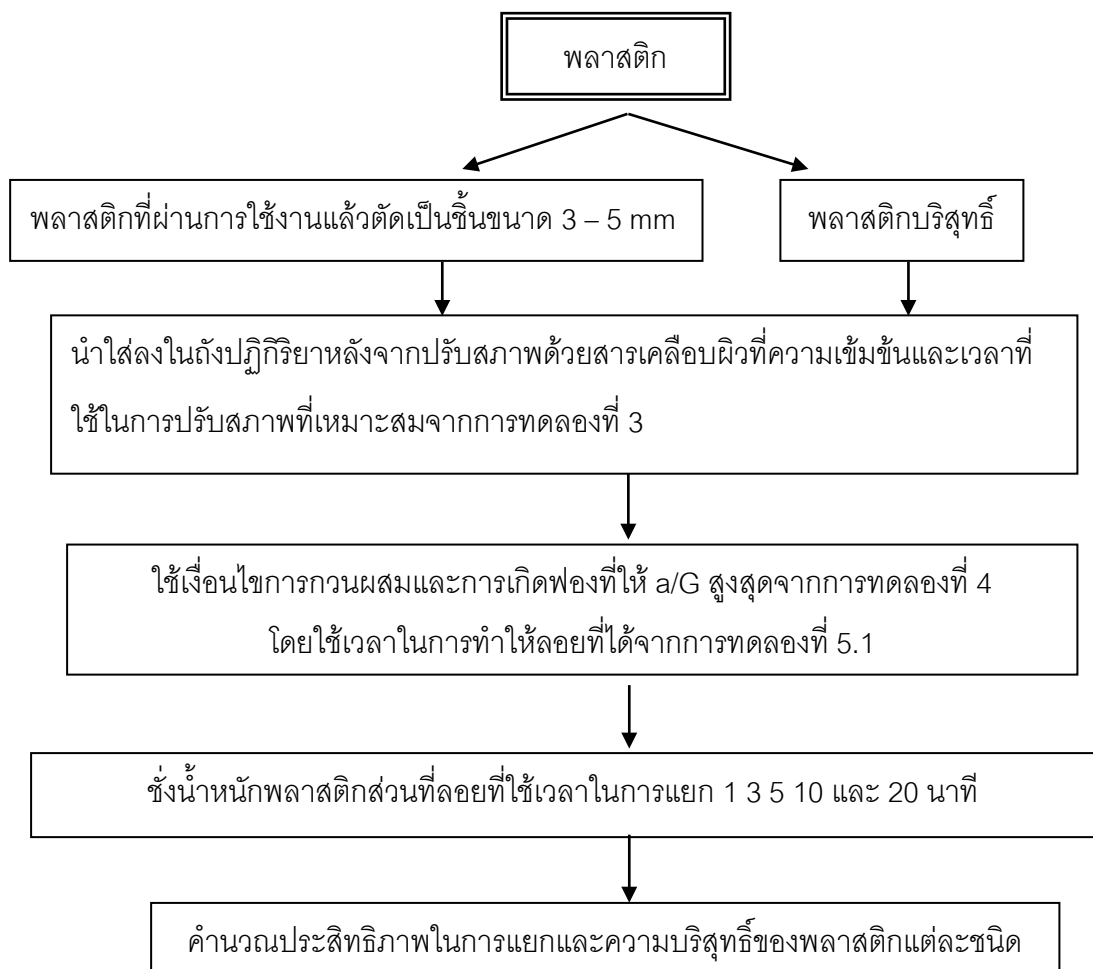 พลาสติก
พลาสติกที่ผ่านการใช้งานแล้วตัดเป็นชิ้นขนาด 3 – 5 mm
พลาสติกบริสุทธิ์
นำใส่ลงในถังปฏิกิริยาหลังจากปรับสภาพด้วยสารเคลือบผิวที่ความเข้มข้นและเวลาที่
ใช้ในการปรับสภาพที่เหมาะสมจากการทดลองที่ 3
ใช้เงื่อนไขการกวนผสมและการเกิดฟองที่ให้ a/G สูงสุดจากการทดลองที่ 4
โดยใช้เวลาในการทำให้ลอยที่ได้จากการทดลองที่ 5.1
ชั่งน้ำหนักพลาสติกส่วนที่ลอยที่ใช้เวลาในการแยก 1 3 5 10 และ 20 นาที
คำนวณประสิทธิภาพในการแยกและความบริสุทธิ์ของพลาสติกแต่ละชนิด